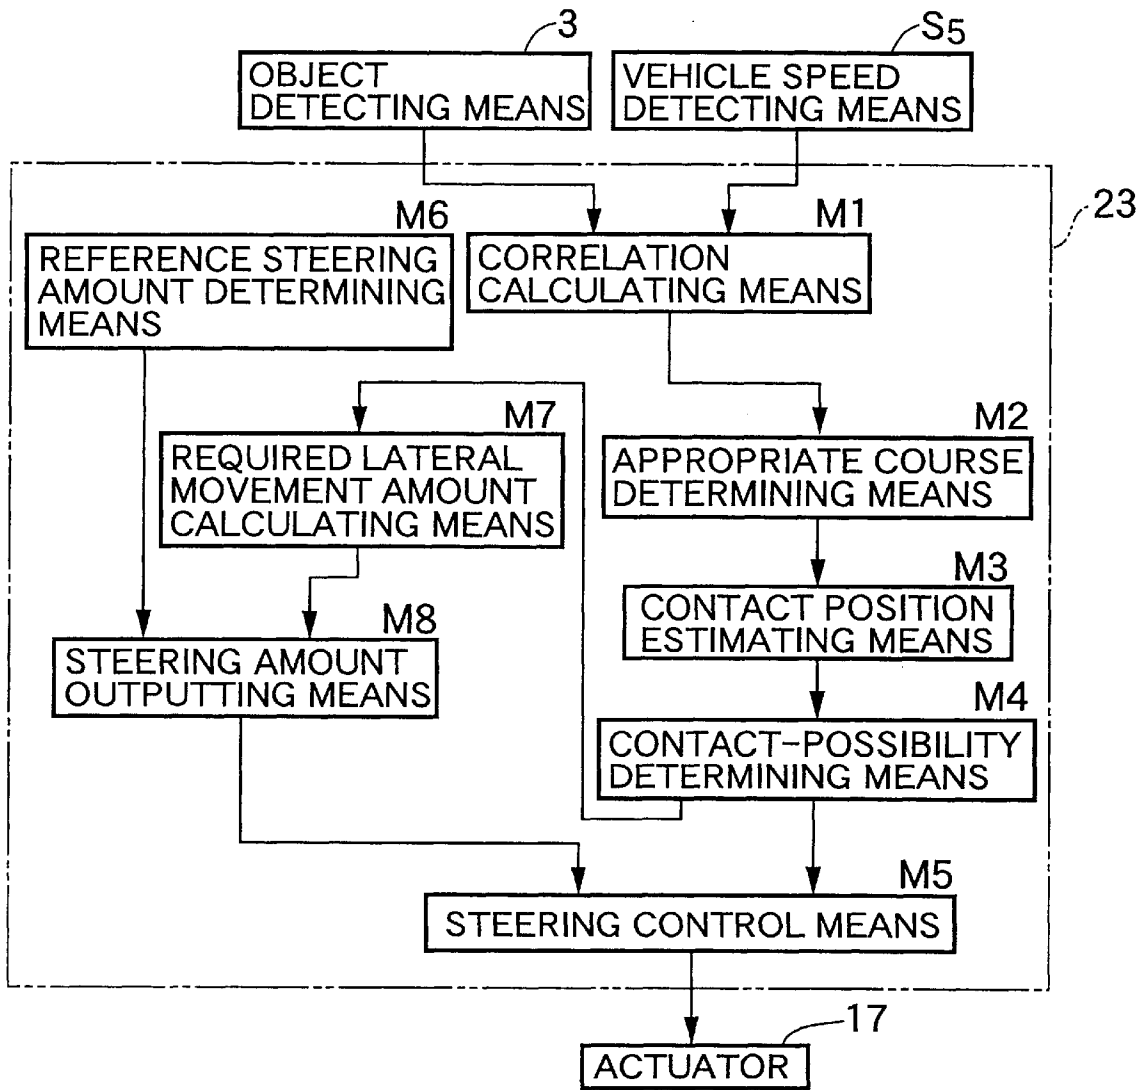 3
S5
OBJECT
DETECTING MEANS
VEHICLE SPEED
DETECTING MEANS
23
M6
REFERENCE STEERING
AMOUNT DETERMINING
MEANS
M1
CORRELATION
CALCULATING MEANS
M7
REQUIRED LATERAL
MOVEMENT AMOUNT
CALCULATING MEANS
M2
APPROPRIATE COURSE
DETERMINING MEANS
M3
CONTACT POSITION
ESTIMATING MEANS
M8
STEERING AMOUNT
OUTPUTTING MEANS
M4
CONTACT-POSSIBILITY
DETERMINING MEANS
M5
STEERING CONTROL MEANS
17
ACTUATOR